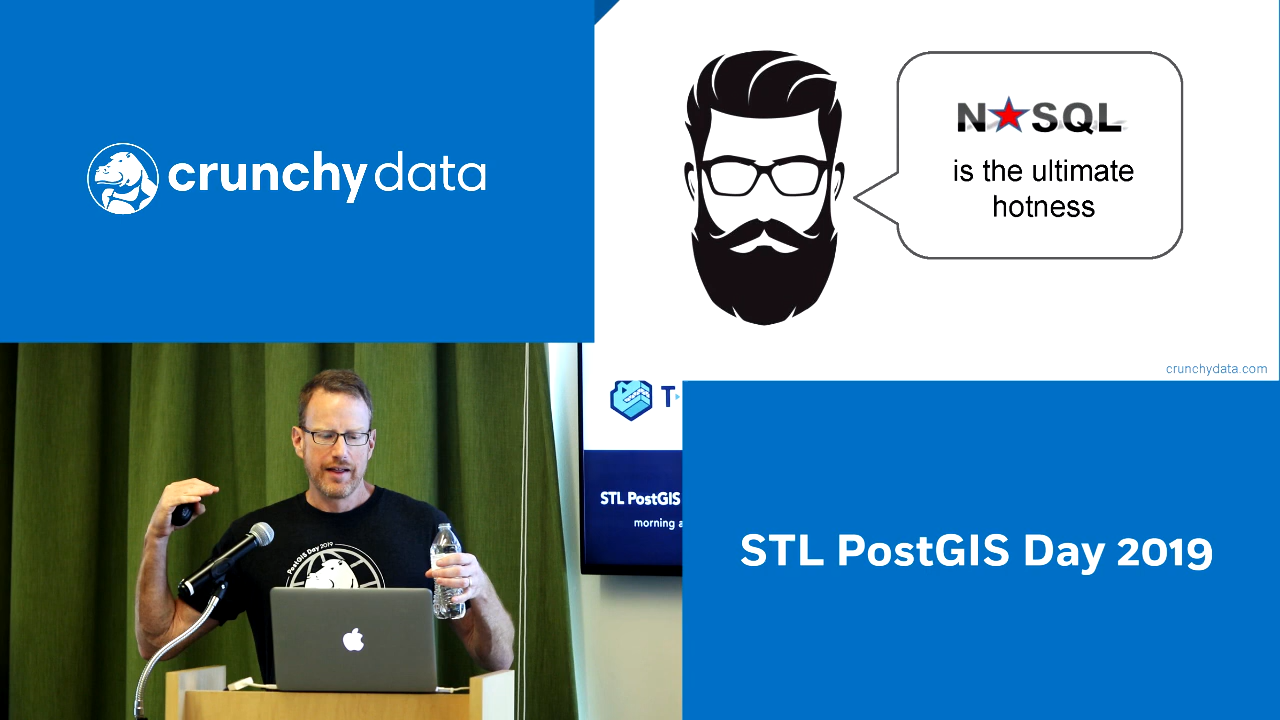 crunchydata
N★SQL
is the ultimate
hotness
crunchydata.com
PostGIS Day 2019
T
STL PostGIS
morning a
STL PostGIS Day 2019